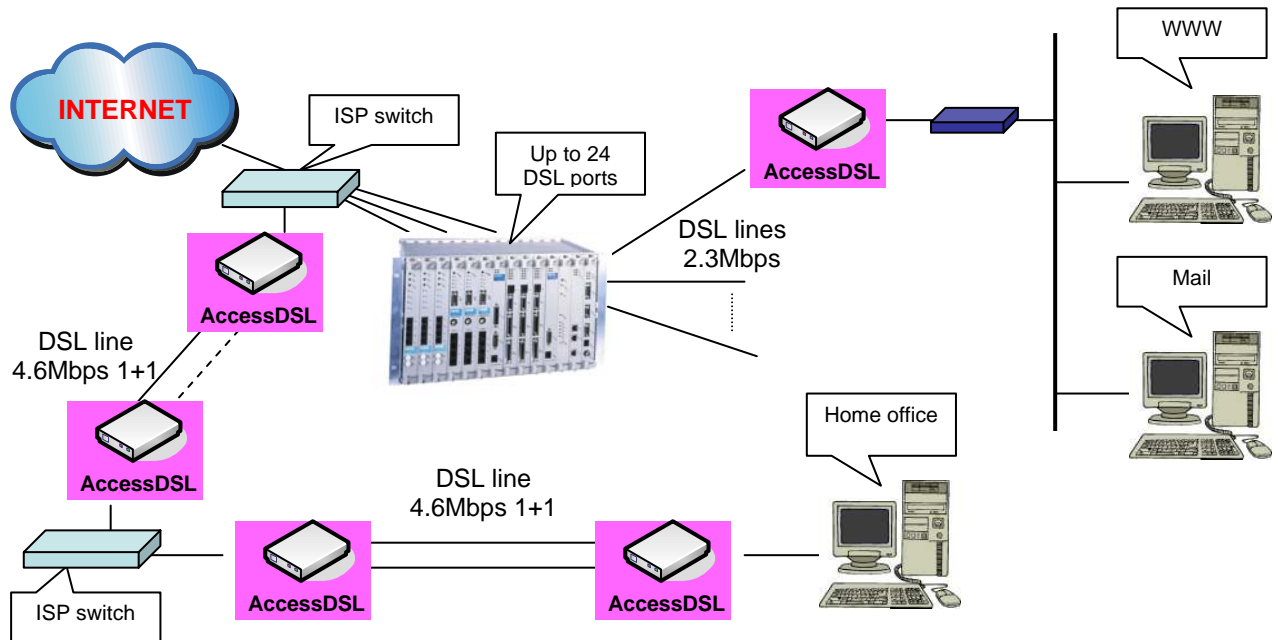 WWW
INTERNET
ISP switch
Up to 24
DSL ports
AccessDSL
DSL lines
2.3Mbps
Mail
AccessDSL
DSL line
4.6Mbps 1+1
AccessDSL
Home office
DSL line
4.6Mbps 1+1
AccessDSL
AccessDSL
ISP switch